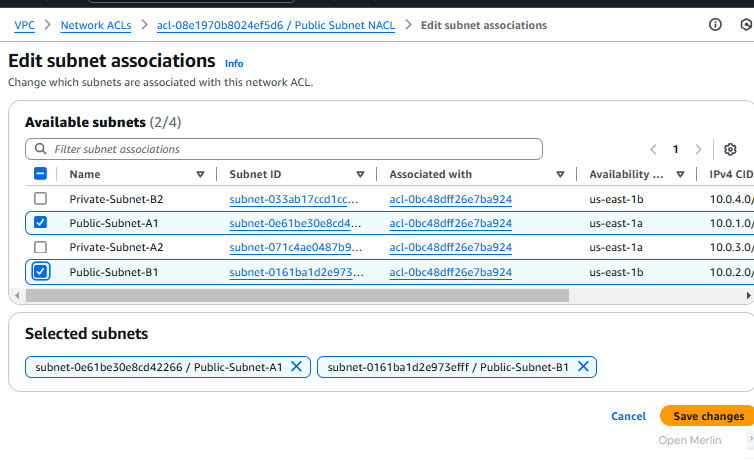 VPC > Network ACLs > acl-08e1970b8024ef5d6 / Public Subnet NACL > Edit subnet associations
Edit subnet associations Info
Change which subnets are associated with this network ACL.
Available subnets (2/4)
Filter subnet associations
1
Name Subnet ID Associated with Availability ... IPv4 CID
Private-Subnet-B2 subnet-033ab17ccd1cc... acl-0bc48dff26e7ba924 us-east-1b 10.0.4.0/
Public-Subnet-A1 subnet-0e61be30e8cd4... acl-0bc48dff26e7ba924 us-east-1a 10.0.1.0/
Private-Subnet-A2 subnet-071c4ae0487b9... acl-0bc48dff26e7ba924 us-east-1a 10.0.3.0/
Public-Subnet-B1 subnet-0161ba1d2e973... acl-0bc48dff26e7ba924 us-east-1b 10.0.2.0/
Selected subnets
subnet-0e61be30e8cd42266 / Public-Subnet-A1 subnet-0161ba1d2e973efff / Public-Subnet-B1
Cancel Save changes
Open Merlin